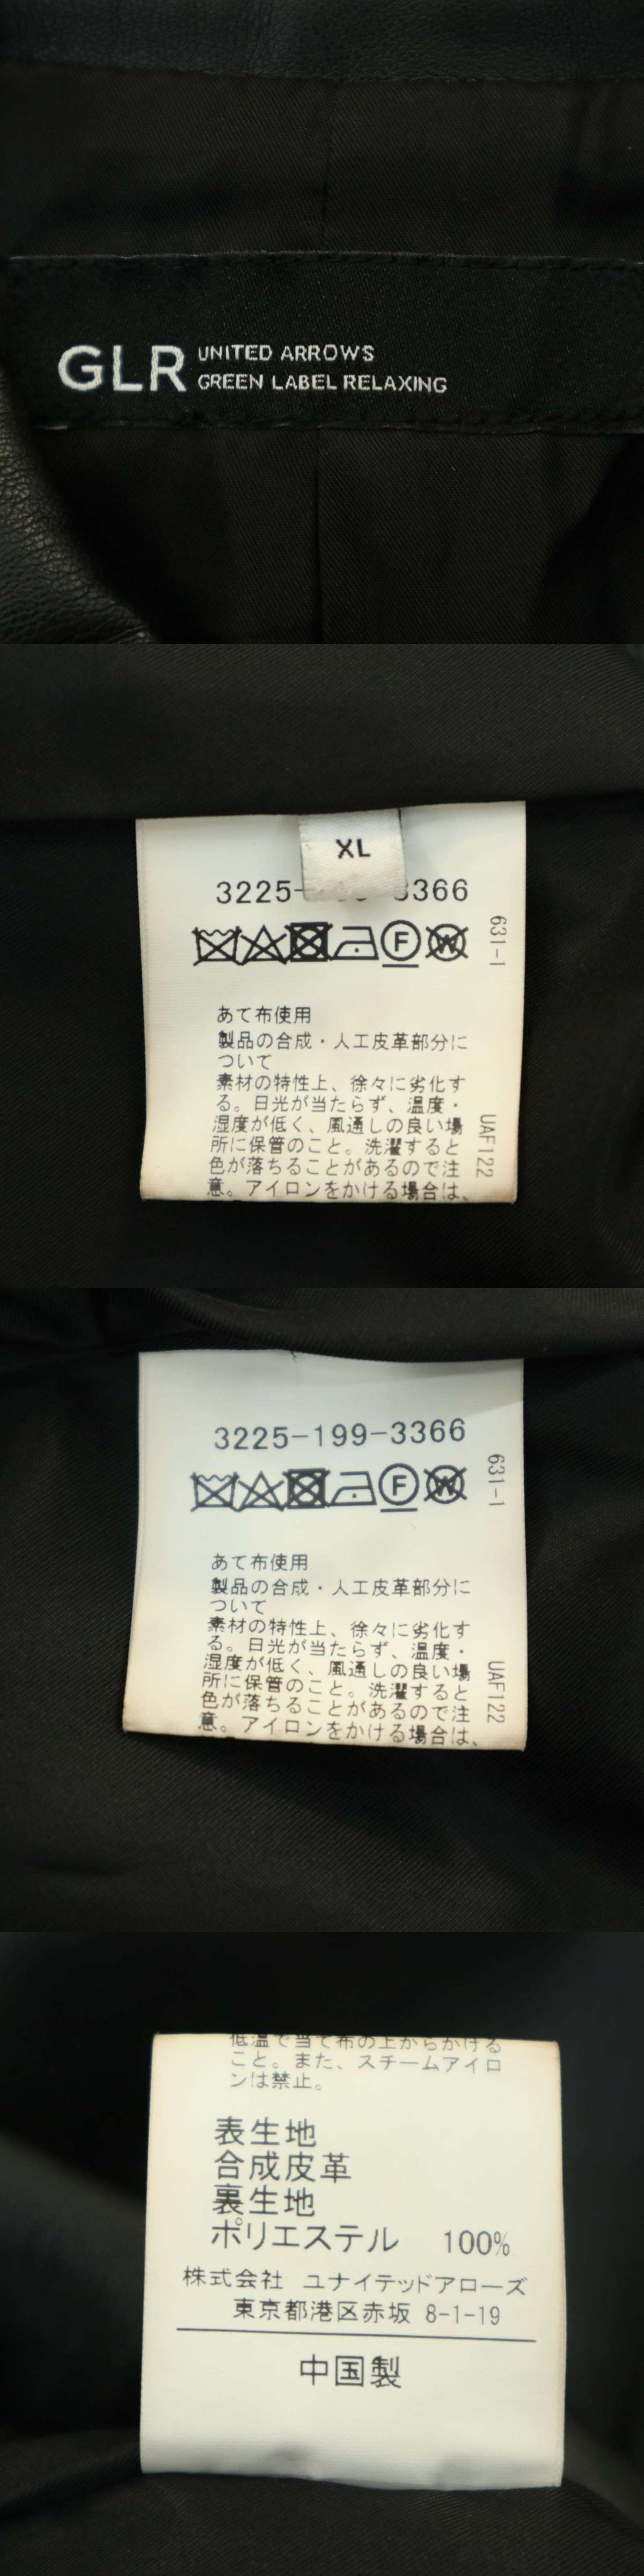 GLR
UNITED ARROWS
GREEN LABEL RELAXING
XL
3225- 3366
F
W
631-1
あて布使用
製品の合成・人工皮革部分に
ついて
素材の特性上、徐々に劣化す
る。日光が当たらず、温度・
湿度が低く、風通しの良い場
所に保管のこと。洗濯すると
色が落ちることがあるので注
意。アイロンをかける場合は、
UAF122
3225-199-3366
F
W
631-1
あて布使用
製品の合成・人工皮革部分に
ついて
素材の特性上、徐々に劣化す
る。日光が当たらず、温度・
湿度が低く、風通しの良い場
所に保管のこと。洗濯すると
色が落ちることがあるので注
意。アイロンをかける場合は、
UAF122
低温で当て布の上からかける
こと。また、スチームアイロ
ンは禁止。
表生地
合成皮革
裏生地
ポリエステル 100%
株式会社 ユナイテッドアローズ
東京都港区赤坂 8-1-19
中国製